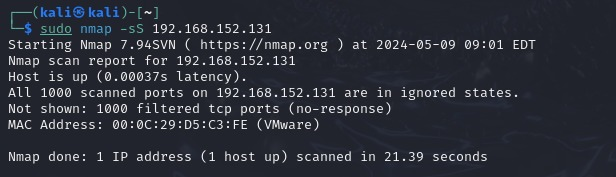 ┌──(kali㉿kali)-[~]
└─$ sudo nmap -sS 192.168.152.131
Starting Nmap 7.94SVN ( https://nmap.org ) at 2024-05-09 09:01 EDT
Nmap scan report for 192.168.152.131
Host is up (0.00037s latency).
All 1000 scanned ports on 192.168.152.131 are in ignored states.
Not shown: 1000 filtered tcp ports (no-response)
MAC Address: 00:0C:29:D5:C3:FE (VMware)
Nmap done: 1 IP address (1 host up) scanned in 21.39 seconds